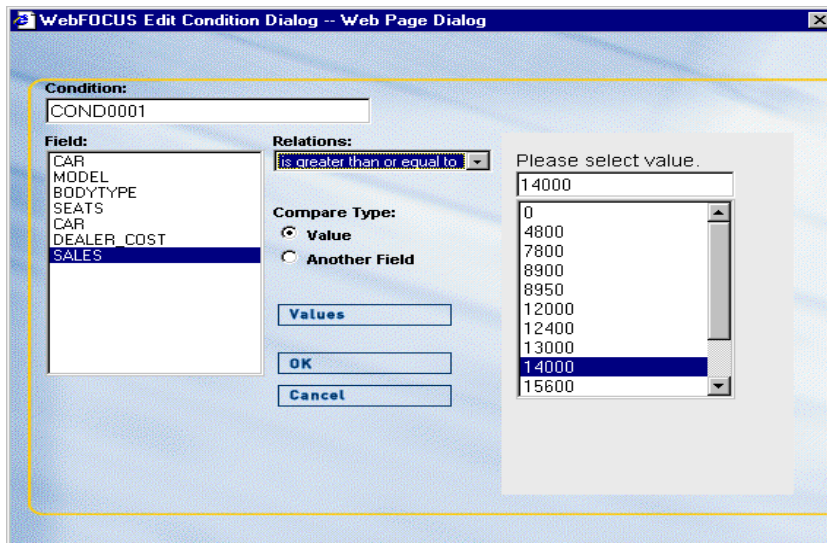 WebFOCUS Edit Condition Dialog -- Web Page Dialog
Condition:
COND0001
Field:
CAR
MODEL
BODYTYPE
SEATS
CAR
DEALER_COST
SALES
Relations:
is greater than or equal to
Compare Type:
Value
Another Field
Values
OK
Cancel
Please select value.
14000
0
4800
7800
8900
8950
12000
12400
13000
14000
15600